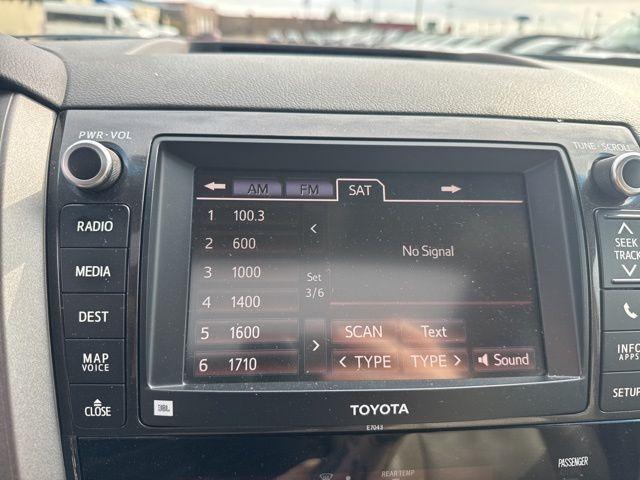 PWR·VOL
TUNE·SCROLL
AM FM SAT
1 100.3
2 600
3 1000
4 1400
5 1600
6 1710
<
Set
3/6
>
No Signal
SCAN Text
< TYPE TYPE > Sound
RADIO
MEDIA
DEST
MAP
VOICE
CLOSE
SEEK
TRACK
INFO
APPS
SETUP
JBL
TOYOTA
E7043
PASSENGER
REAR TEMP